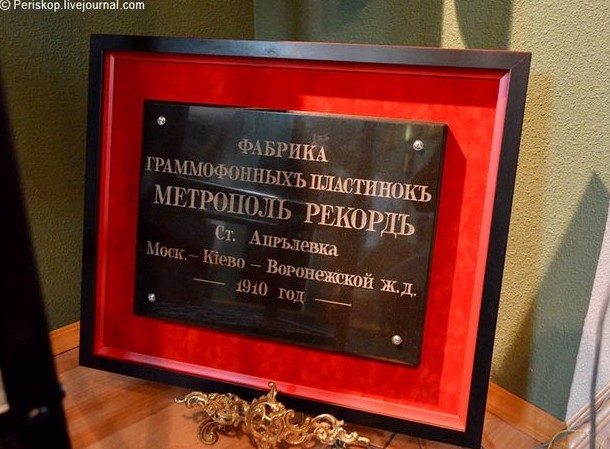 © Periskop.livejournal.com
ФАБРИКА
ГРАММОФОННЫХЪ ПЛАСТИНОКЪ
МЕТРОПОЛЬ РЕКОРДЪ
Ст. Апрѣлевка
Моск. – Кіево – Воронежской ж.д.
— 1910 год —